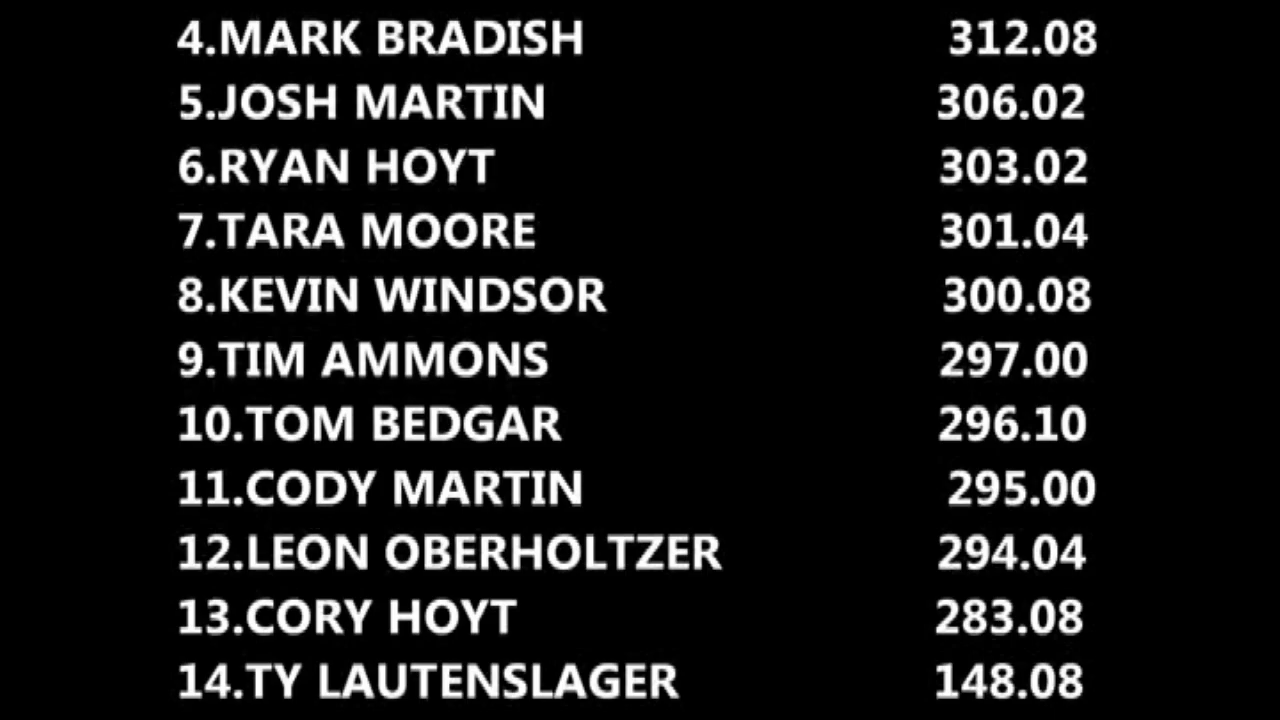 4.MARK BRADISH 312.08
5.JOSH MARTIN 306.02
6.RYAN HOYT 303.02
7.TARA MOORE 301.04
8.KEVIN WINDSOR 300.08
9.TIM AMMONS 297.00
10.TOM BEDGAR 296.10
11.CODY MARTIN 295.00
12.LEON OBERHOLTZER 294.04
13.CORY HOYT 283.08
14.TY LAUTENSLAGER 148.08